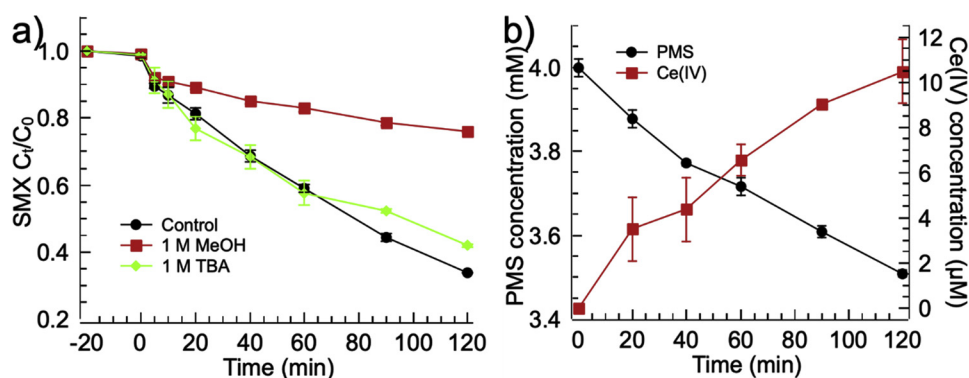 a)
SMX Ct/C0
1.0
0.8
0.6
0.4
0.2
Control
1 M MeOH
1 M TBA
-20 0 20 40 60 80 100 120
Time (min)
b)
PMS concentration (mM)
4.0
3.8
3.6
3.4
PMS
Ce(IV)
0 20 40 60 80 100 120
Time (min)
12
10
8
6
4
2
0
Ce(IV) concentration (μM)